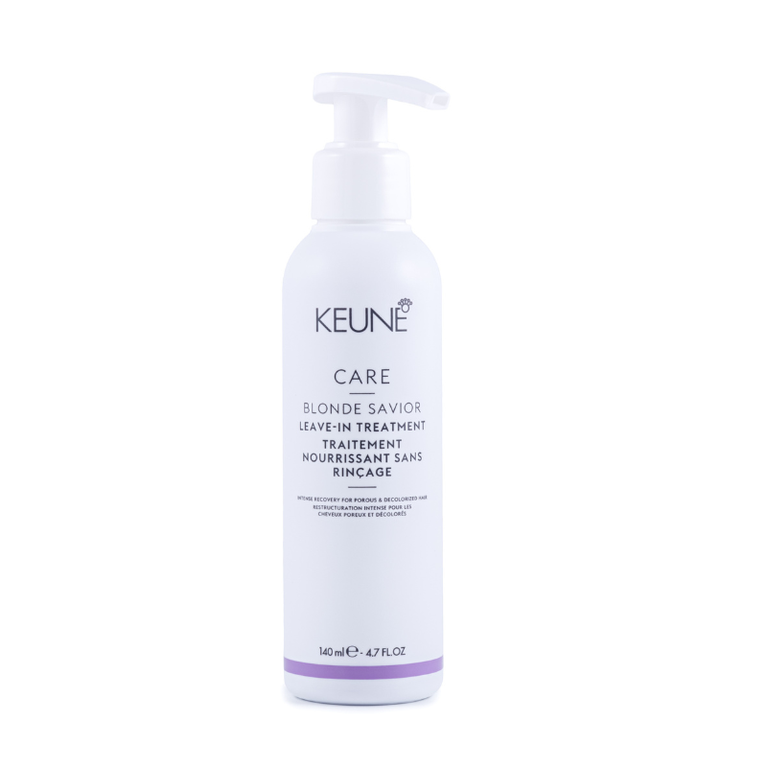 KEUNE
CARE
BLONDE SAVIOR
LEAVE-IN TREATMENT
TRAITEMENT
NOURRISSANT SANS
RINÇAGE
INTENSE RECOVERY FOR POROUS & DECOLORIZED HAIR
RESTRUCTURATION INTENSE POUR LES
CHEVEUX POREUX ET DÉCOLORÉS
140 ml ℮ - 4.7 FL.OZ